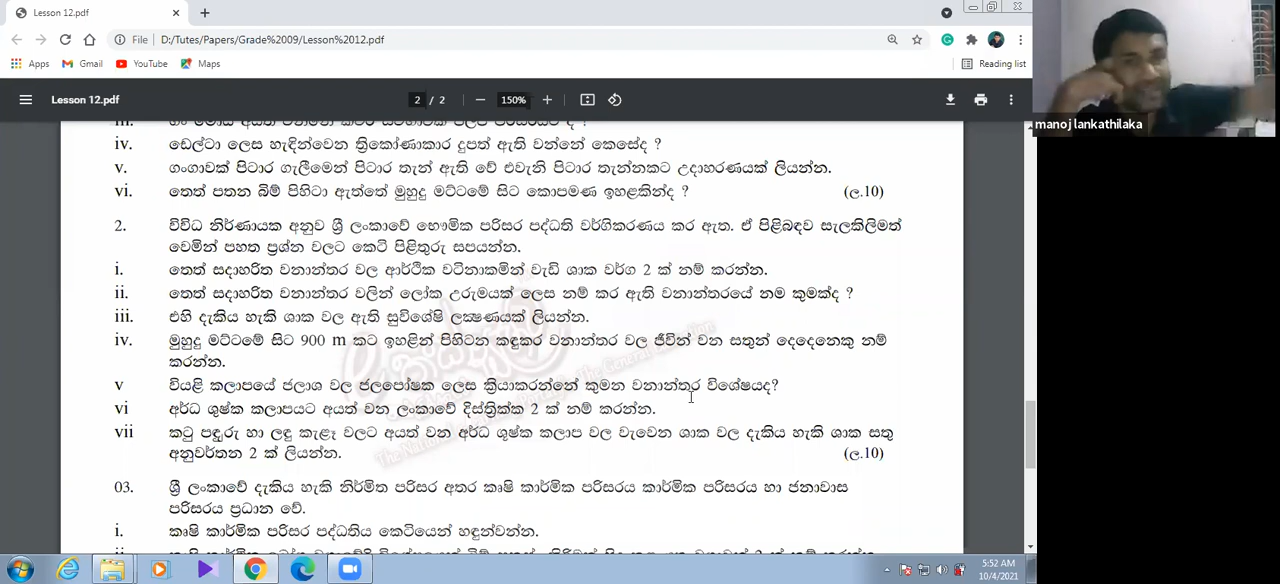 Lesson 12.pdf
File
D:/Tutes/Papers/Grade%2009/Lesson%2012.pdf
Apps
Gmail
YouTube
Maps
Reading list
Lesson 12.pdf
2 / 2
150%
manoj lankathilaka
iv. ඩෙල්ටා ලෙස හැඳින්වෙන ත්‍රිකෝණාකාර දූපත් ඇති වන්නේ කෙසේද ?
v. ගංගාවක් පිටාර ගැලීමෙන් පිටාර තැන් ඇති වේ එවැනි පිටාර තැන්නකට උදාහරණයක් ලියන්න.
vi. තෙත් පතන බිම් පිහිටා ඇත්තේ මුහුදු මට්ටමේ සිට කොපමණ ඉහළකින්ද ? (ල.10)
2. විවිධ නිර්ණායක අනුව ශ්‍රී ලංකාවේ භෞමික පරිසර පද්ධති වර්ගිකරණය කර ඇත. ඒ පිළිබඳව සැලකිලිමත්
වෙමින් පහත ප්‍රශ්න වලට කෙටි පිළිතුරු සපයන්න.
i. තෙත් සදාහරිත වනාන්තර වල ආර්ථික වටිනාකමින් වැඩි ශාක වර්ග 2 ක් නම් කරන්න.
ii. තෙත් සදාහරිත වනාන්තර වලින් ලෝක උරුමයක් ලෙස නම් කර ඇති වනාන්තරයේ නම කුමක්ද ?
iii. එහි දැකිය හැකි ශාක වල ඇති සුවිශේෂි ලක්‍ෂණයක් ලියන්න.
iv. මුහුදු මට්ටමේ සිට 900 m කට ඉහළින් පිහිටන කඳුකර වනාන්තර වල ජීවින් වන සතුන් දෙදෙනෙකු නම්
කරන්න.
v වියළි කලාපයේ ජලාශ වල ජලපෝෂක ලෙස ක්‍රියාකරන්නේ කුමන වනාන්තර විශේෂයද?
vi අර්ධ ශුෂ්ක කලාපයට අයත් වන ලංකාවේ දිස්ත්‍රික්ක 2 ක් නම් කරන්න.
vii කටු පඳුරු හා ලඳු කැළෑ වලට අයත් වන අර්ධ ශුෂ්ක කලාප වල වැවෙන ශාක වල දැකිය හැකි ශාක සතු
අනුවර්තන 2 ක් ලියන්න. (ල.10)
03. ශ්‍රී ලංකාවේ දැකිය හැකි නිර්මිත පරිසර අතර කෘෂි කාර්මික පරිසරය කාර්මික පරිසරය හා ජනාවාස
පරිසරය ප්‍රධාන වේ.
i. කෘෂි කාර්මික පරිසර පද්ධතිය කෙටියෙන් හඳුන්වන්න.
5:52 AM
10/4/2021